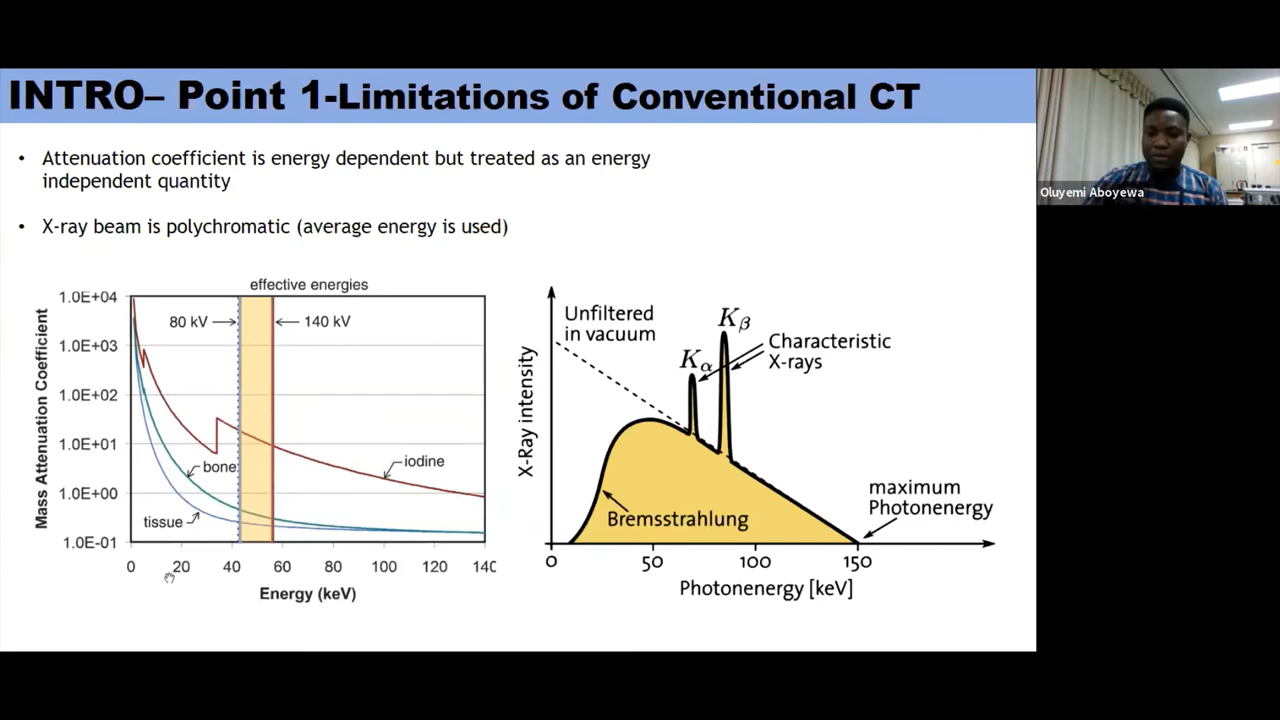 INTRO– Point 1-Limitations of Conventional CT
• Attenuation coefficient is energy dependent but treated as an energy
independent quantity
• X-ray beam is polychromatic (average energy is used)
Oluyemi Aboyewa
effective energies
Mass Attenuation Coefficient
1.0E+04
1.0E+03
1.0E+02
1.0E+01
1.0E+00
1.0E-01
80 kV
140 kV
bone
iodine
tissue
0 20 40 60 80 100 120 140
Energy (keV)
X-Ray intensity
Unfiltered
in vacuum
Kα
Kβ
Characteristic
X-rays
Bremsstrahlung
maximum
Photonenergy
0 50 100 150
Photonenergy [keV]